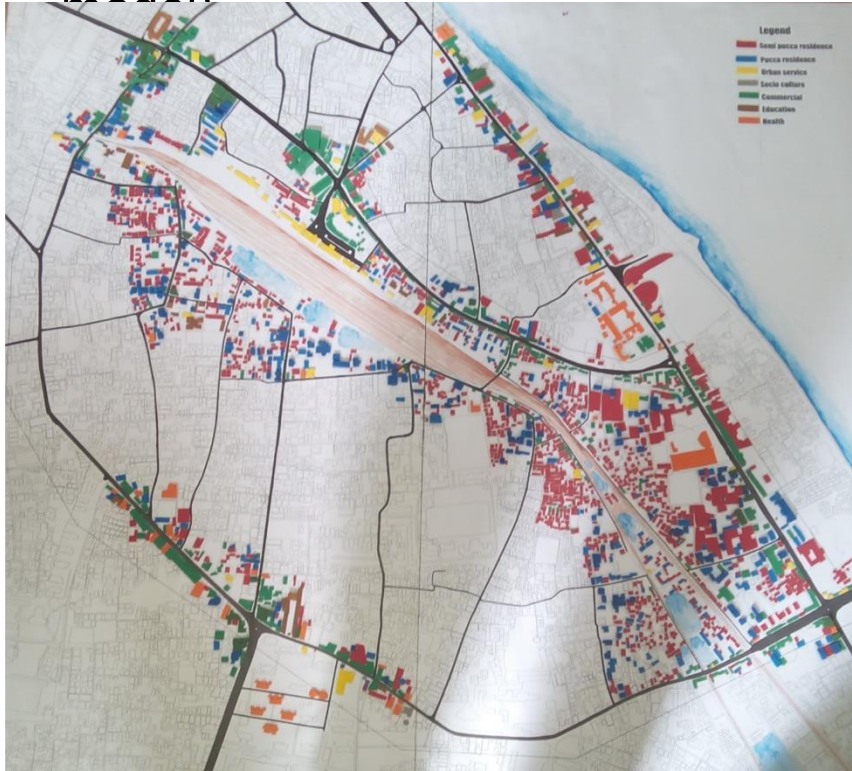 Legend
Semi pucca residence
Pucca residence
Urban service
Socio culture
Commercial
Education
Health